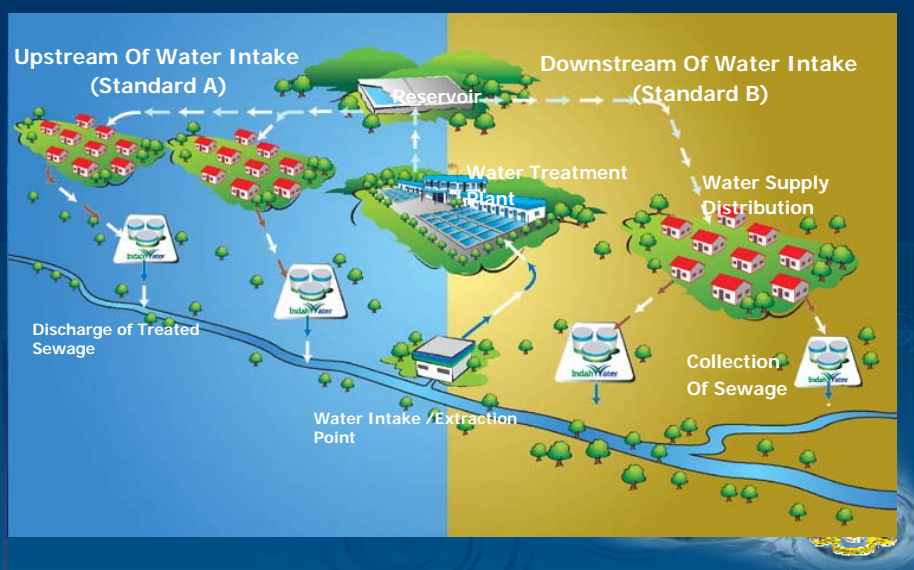 Upstream Of Water Intake
(Standard A)
Downstream Of Water Intake
(Standard B)
Reservoir
Water Treatment
Plant
Water Supply
Distribution
Indah Water
Indah Water
Discharge of Treated
Sewage
Water Intake /Extraction
Point
Indah Water
Collection
Of Sewage
Indah Water